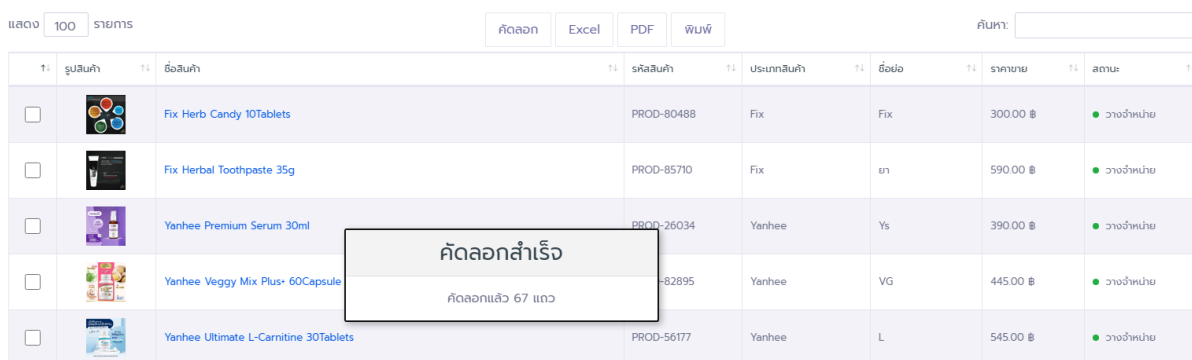 แสดง 100 รายการ คัดลอก Excel PDF พิมพ์ ค้นหา:
รูปสินค้า ชื่อสินค้า รหัสสินค้า ประเภทสินค้า ชื่อย่อ ราคาขาย สถานะ
Fix Herb Candy 10Tablets PROD-80488 Fix Fix 300.00 ฿ วางจำหน่าย
Fix Herbal Toothpaste 35g PROD-85710 Fix ยา 590.00 ฿ วางจำหน่าย
Yanhee Premium Serum 30ml PROD-26034 Yanhee Ys 390.00 ฿ วางจำหน่าย
คัดลอกสำเร็จ
Yanhee Veggy Mix Plus+ 60Capsule -82895 Yanhee VG 445.00 ฿ วางจำหน่าย
คัดลอกแล้ว 67 แถว
Yanhee Ultimate L-Carnitine 30Tablets PROD-56177 Yanhee L 545.00 ฿ วางจำหน่าย